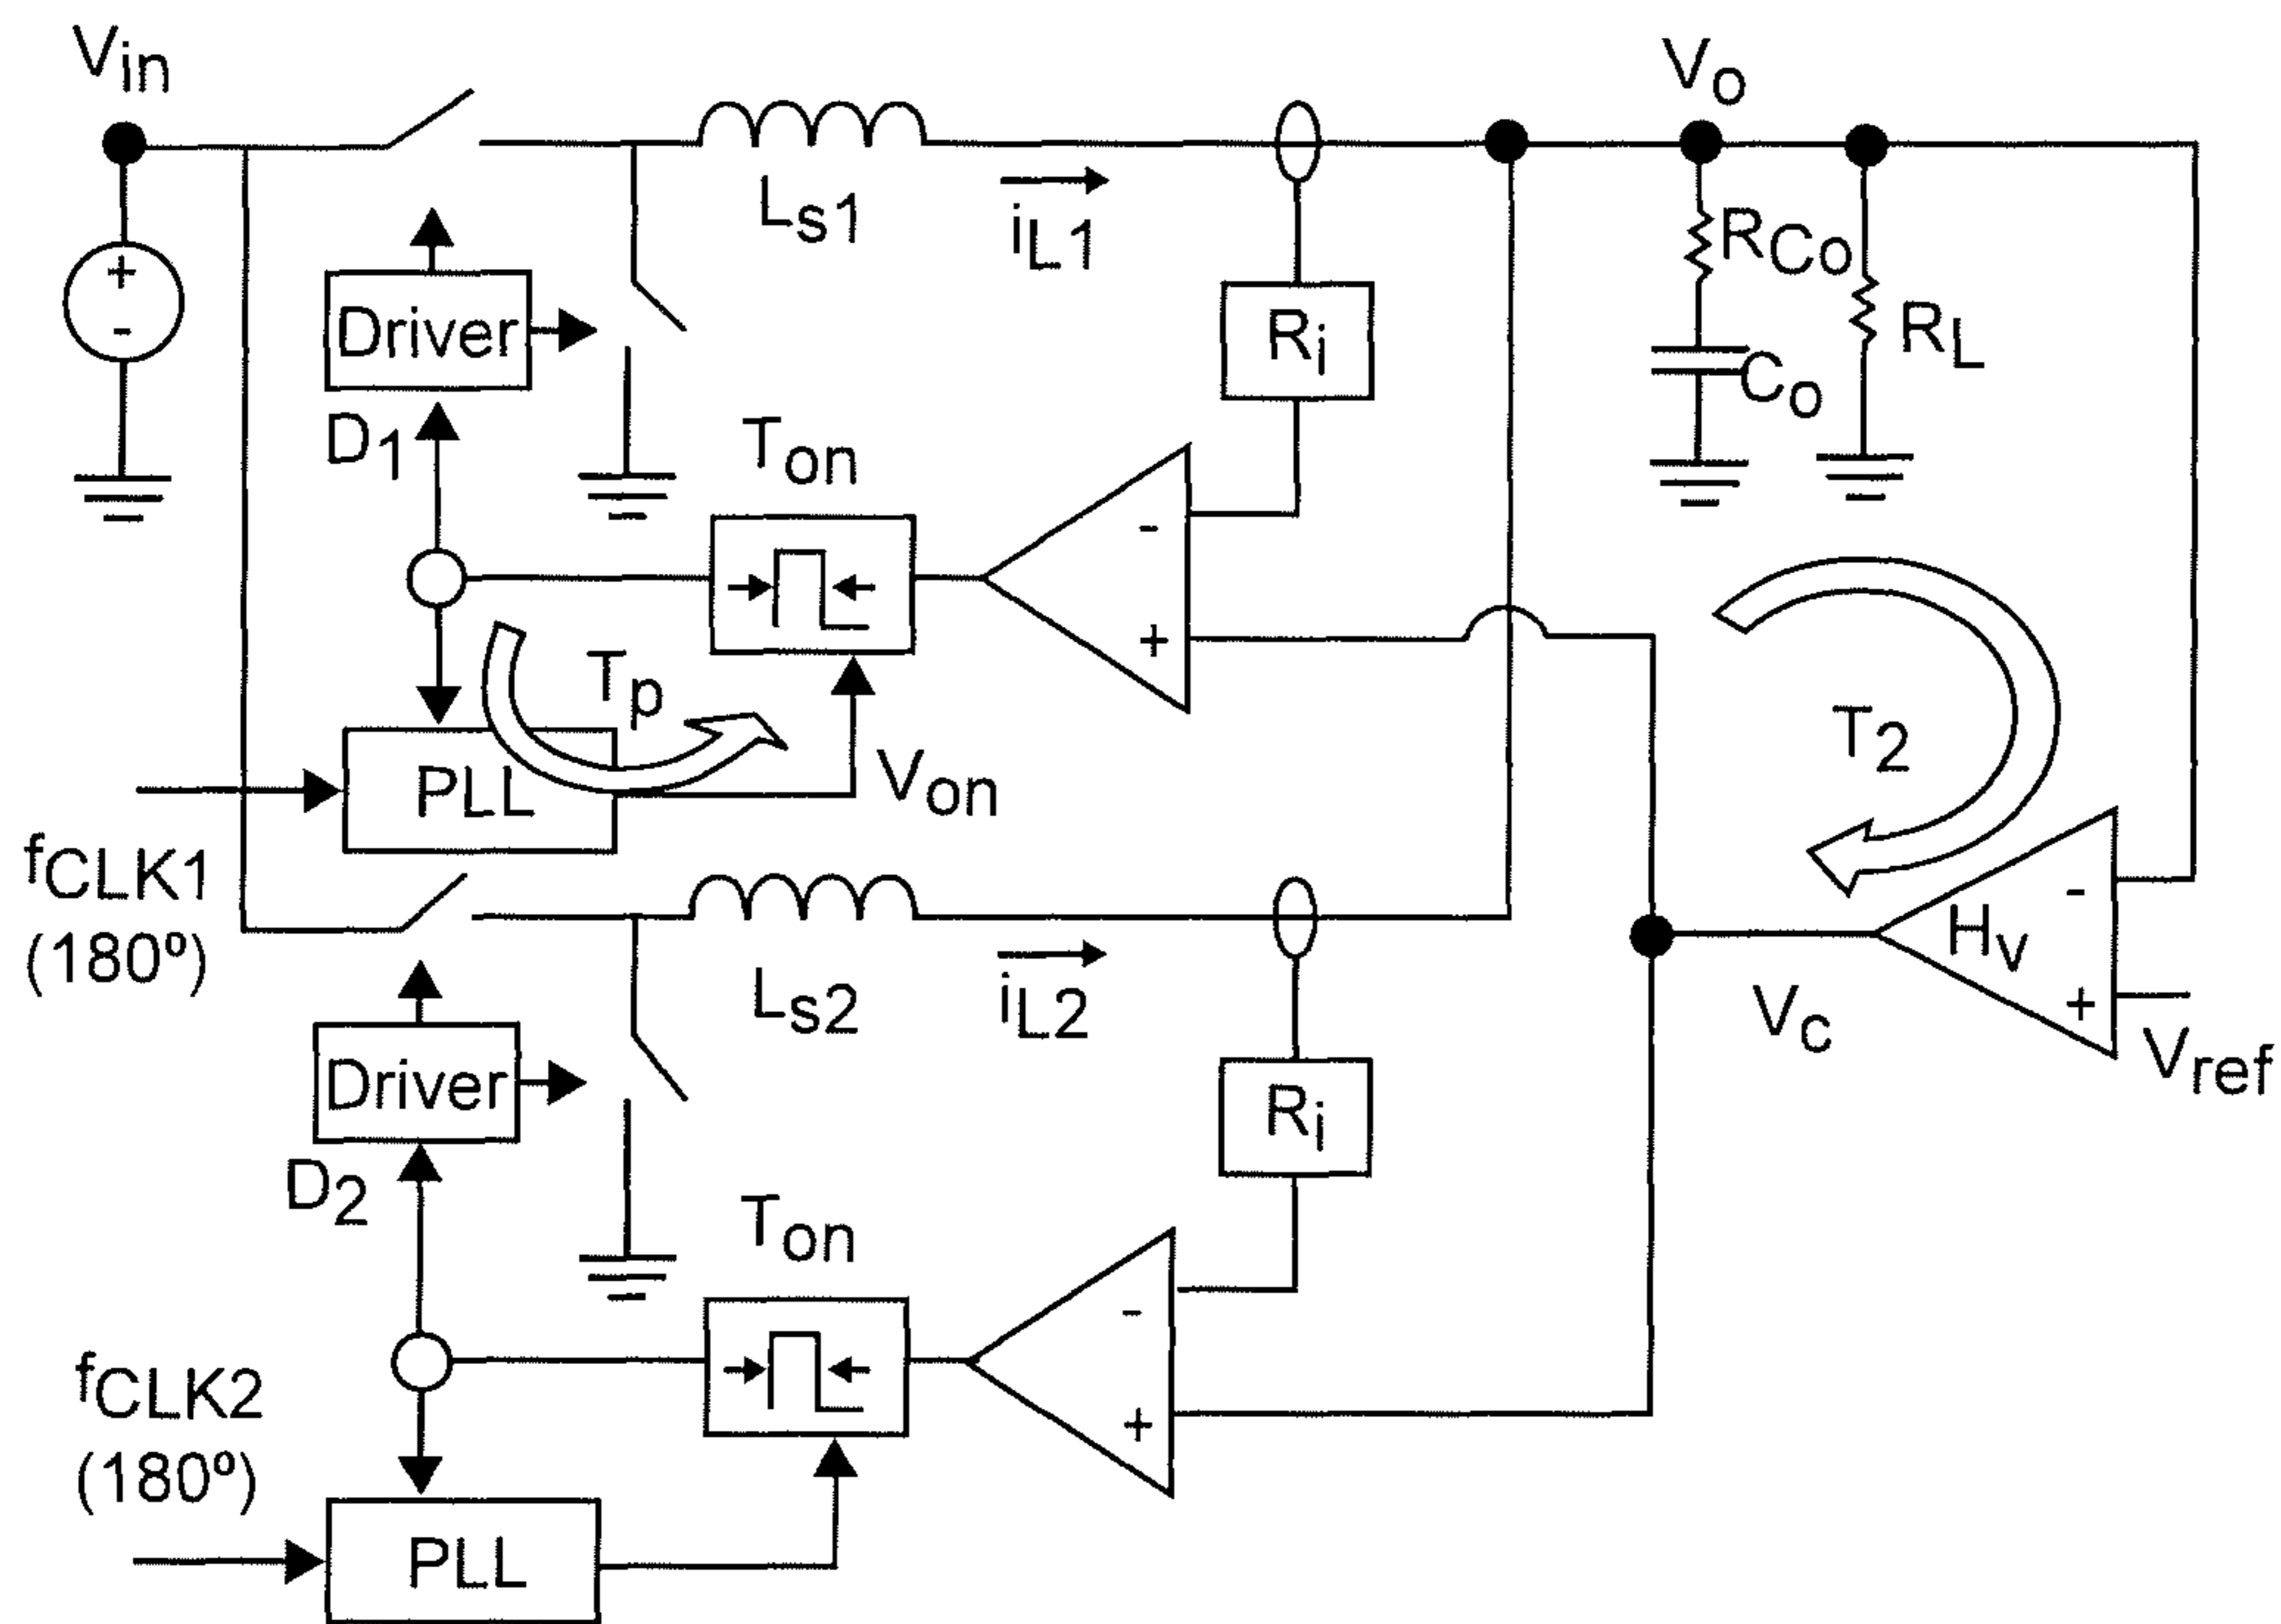 Vin
Vo
Ls1
iL1
RCo
RL
Co
+
-
Driver
Ri
D1
Ton
-
+
Tp
T2
PLL
Von
fCLK1
(180º)
Ls2
iL2
Hv
-
+
Vc
Vref
Driver
Ri
D2
Ton
-
+
fCLK2
(180º)
PLL